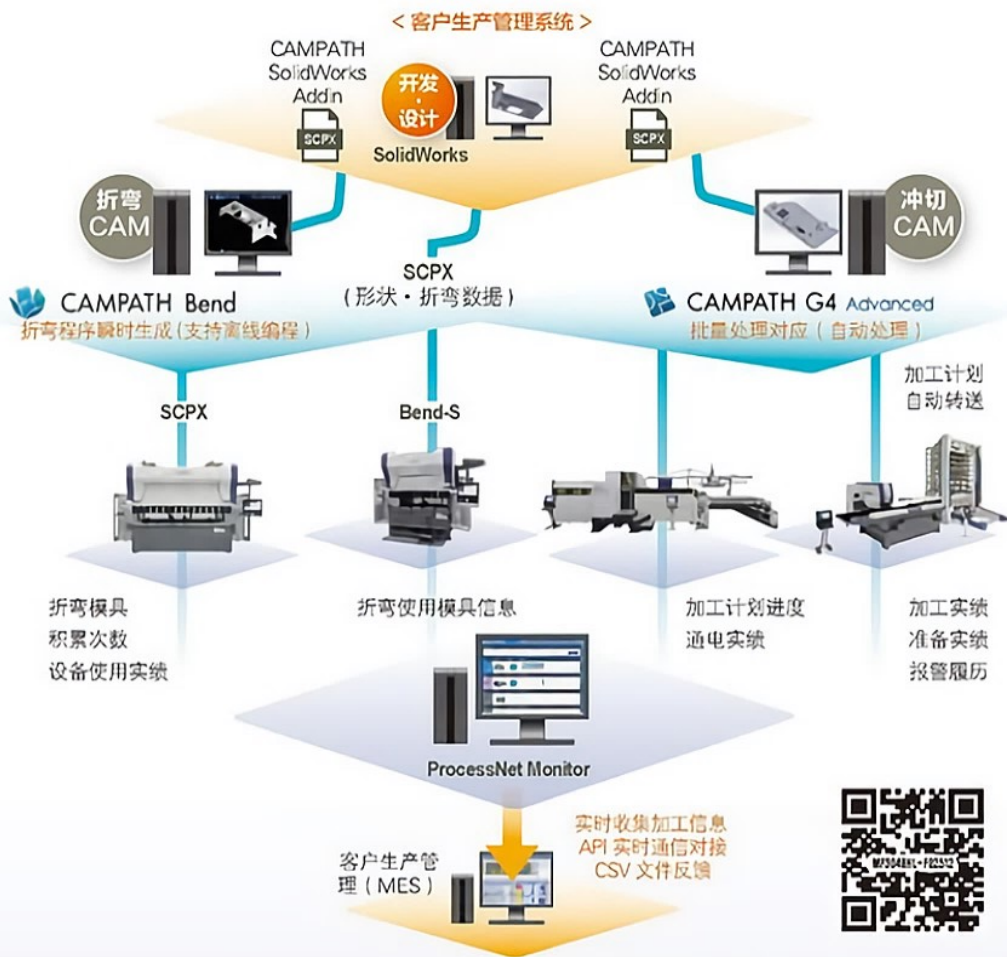 < 客户生产管理系统 >
CAMPATH
SolidWorks
Addin
SCPX
开发
·
设计
SolidWorks
CAMPATH
SolidWorks
Addin
SCPX
折弯
CAM
冲切
CAM
SCPX
(形状·折弯数据)
CAMPATH Bend
折弯程序瞬时生成(支持离线编程)
CAMPATH G4 Advanced
批量处理对应(自动处理)
加工计划
自动转送
SCPX
Bend-S
折弯模具
积累次数
设备使用实绩
折弯使用模具信息
加工计划进度
通电实绩
加工实绩
准备实绩
报警履历
ProcessNet Monitor
实时收集加工信息
API 实时通信对接
CSV 文件反馈
客户生产管
理(MES)